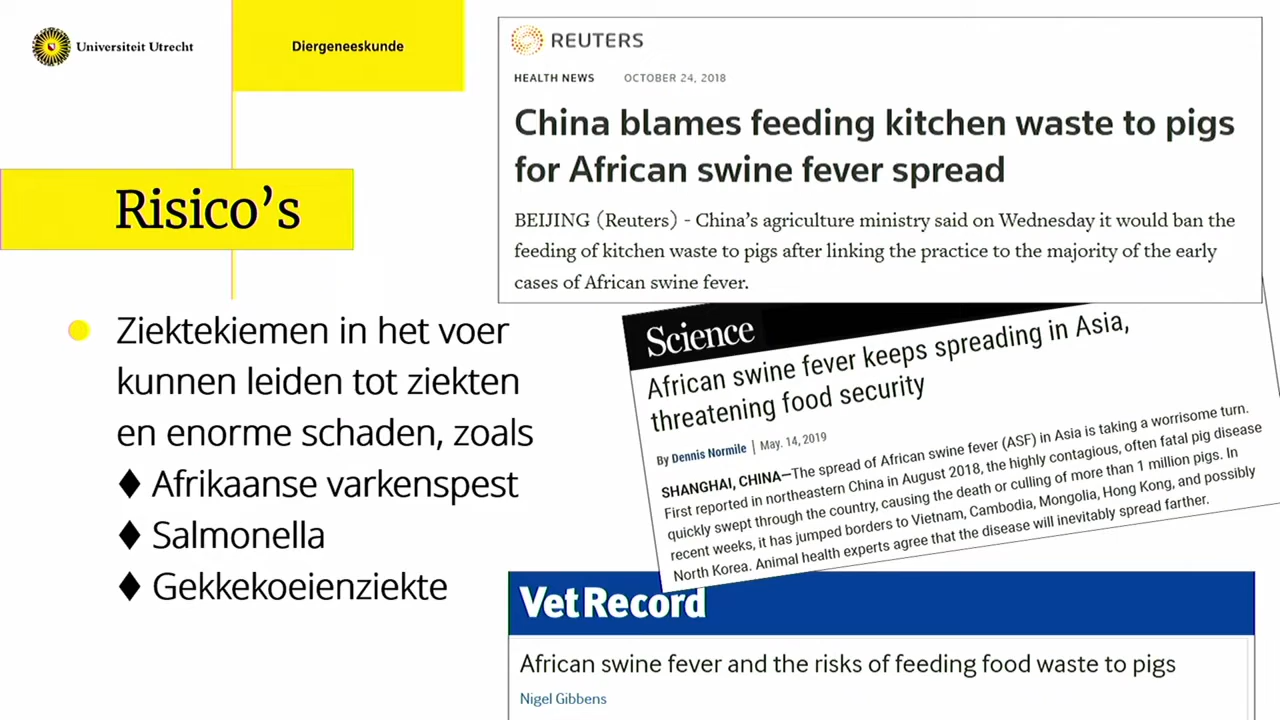 Universiteit Utrecht
Diergeneeskunde
Risico's
Ziektekiemen in het voer
kunnen leiden tot ziekten
en enorme schaden, zoals
Afrikaanse varkenspest
Salmonella
Gekkekoeienziekte
REUTERS
HEALTH NEWS OCTOBER 24, 2018
China blames feeding kitchen waste to pigs
for African swine fever spread
BEIJING (Reuters) - China's agriculture ministry said on Wednesday it would ban the
feeding of kitchen waste to pigs after linking the practice to the majority of the early
cases of African swine fever.
Science
African swine fever keeps spreading in Asia,
threatening food security
By Dennis Normile | May. 14, 2019
SHANGHAI, CHINA—The spread of African swine fever (ASF) in Asia is taking a worrisome turn.
First reported in northeastern China in August 2018, the highly contagious, often fatal pig disease
quickly swept through the country, causing the death or culling of more than 1 million pigs. In
recent weeks, it has jumped borders to Vietnam, Cambodia, Mongolia, Hong Kong, and possibly
North Korea. Animal health experts agree that the disease will inevitably spread farther.
VetRecord
African swine fever and the risks of feeding food waste to pigs
Nigel Gibbens